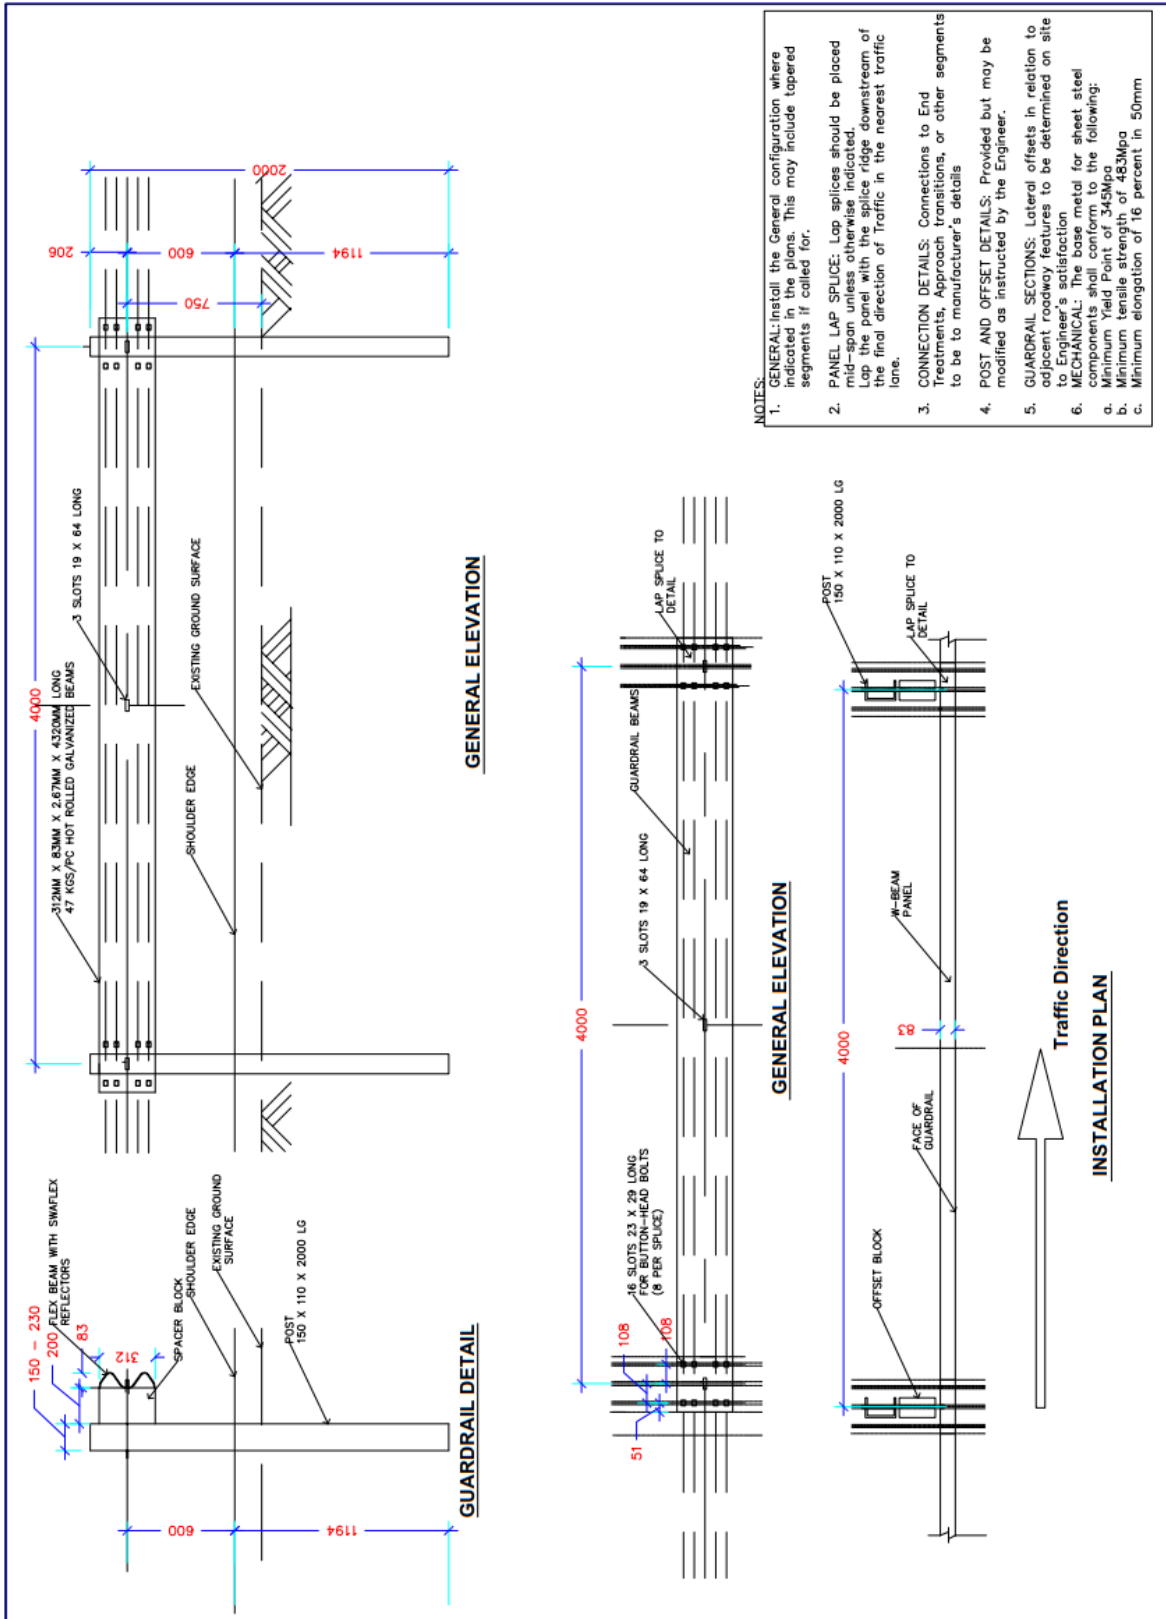 312MM X 83MM X 2.67MM X 4320MM LONG
47 KGS/PC HOT ROLLED GALVANIZED BEAMS
4000
3 SLOTS 19 X 64 LONG
206
600
1194
2000
750
SHOULDER EDGE
EXISTING GROUND SURFACE
GENERAL ELEVATION
150 - 230
200
83
312
FLEX BEAM WITH SWAFLEX
REFLECTORS
SPACER BLOCK
SHOULDER EDGE
EXISTING GROUND
SURFACE
POST
150 X 110 X 2000 LG
600
1194
GUARDRAIL DETAIL
4000
16 SLOTS 23 X 29 LONG
FOR BUTTON-HEAD BOLTS
(8 PER SPLICE)
108
108
51
3 SLOTS 19 X 64 LONG
GUARDRAIL BEAMS
LAP SPLICE TO
DETAIL
GENERAL ELEVATION
4000
OFFSET BLOCK
FACE OF
GUARDRAIL
83
W-BEAM
PANEL
POST
150 X 110 X 2000 LG
LAP SPLICE TO
DETAIL
Traffic Direction
INSTALLATION PLAN
NOTES:
1. GENERAL: Install the General configuration where
indicated in the plans. This may include tapered
segments if called for.
2. PANEL LAP SPLICE: Lap splices should be placed
mid-span unless otherwise indicated.
Lap the panel with the splice ridge downstream of
the final direction of Traffic in the nearest traffic
lane.
3. CONNECTION DETAILS: Connections to End
Treatments, Approach transitions, or other segments
to be to manufacturer's details
4. POST AND OFFSET DETAILS: Provided but may be
modified as instructed by the Engineer.
5. GUARDRAIL SECTIONS: Lateral offsets in relation to
adjacent roadway features to be determined on site
to Engineer's satisfaction
6. MECHANICAL: The base metal for sheet steel
components shall conform to the following:
a. Minimum Yield Point of 345Mpa
b. Minimum tensile strength of 483Mpa
c. Minimum elongation of 16 percent in 50mm